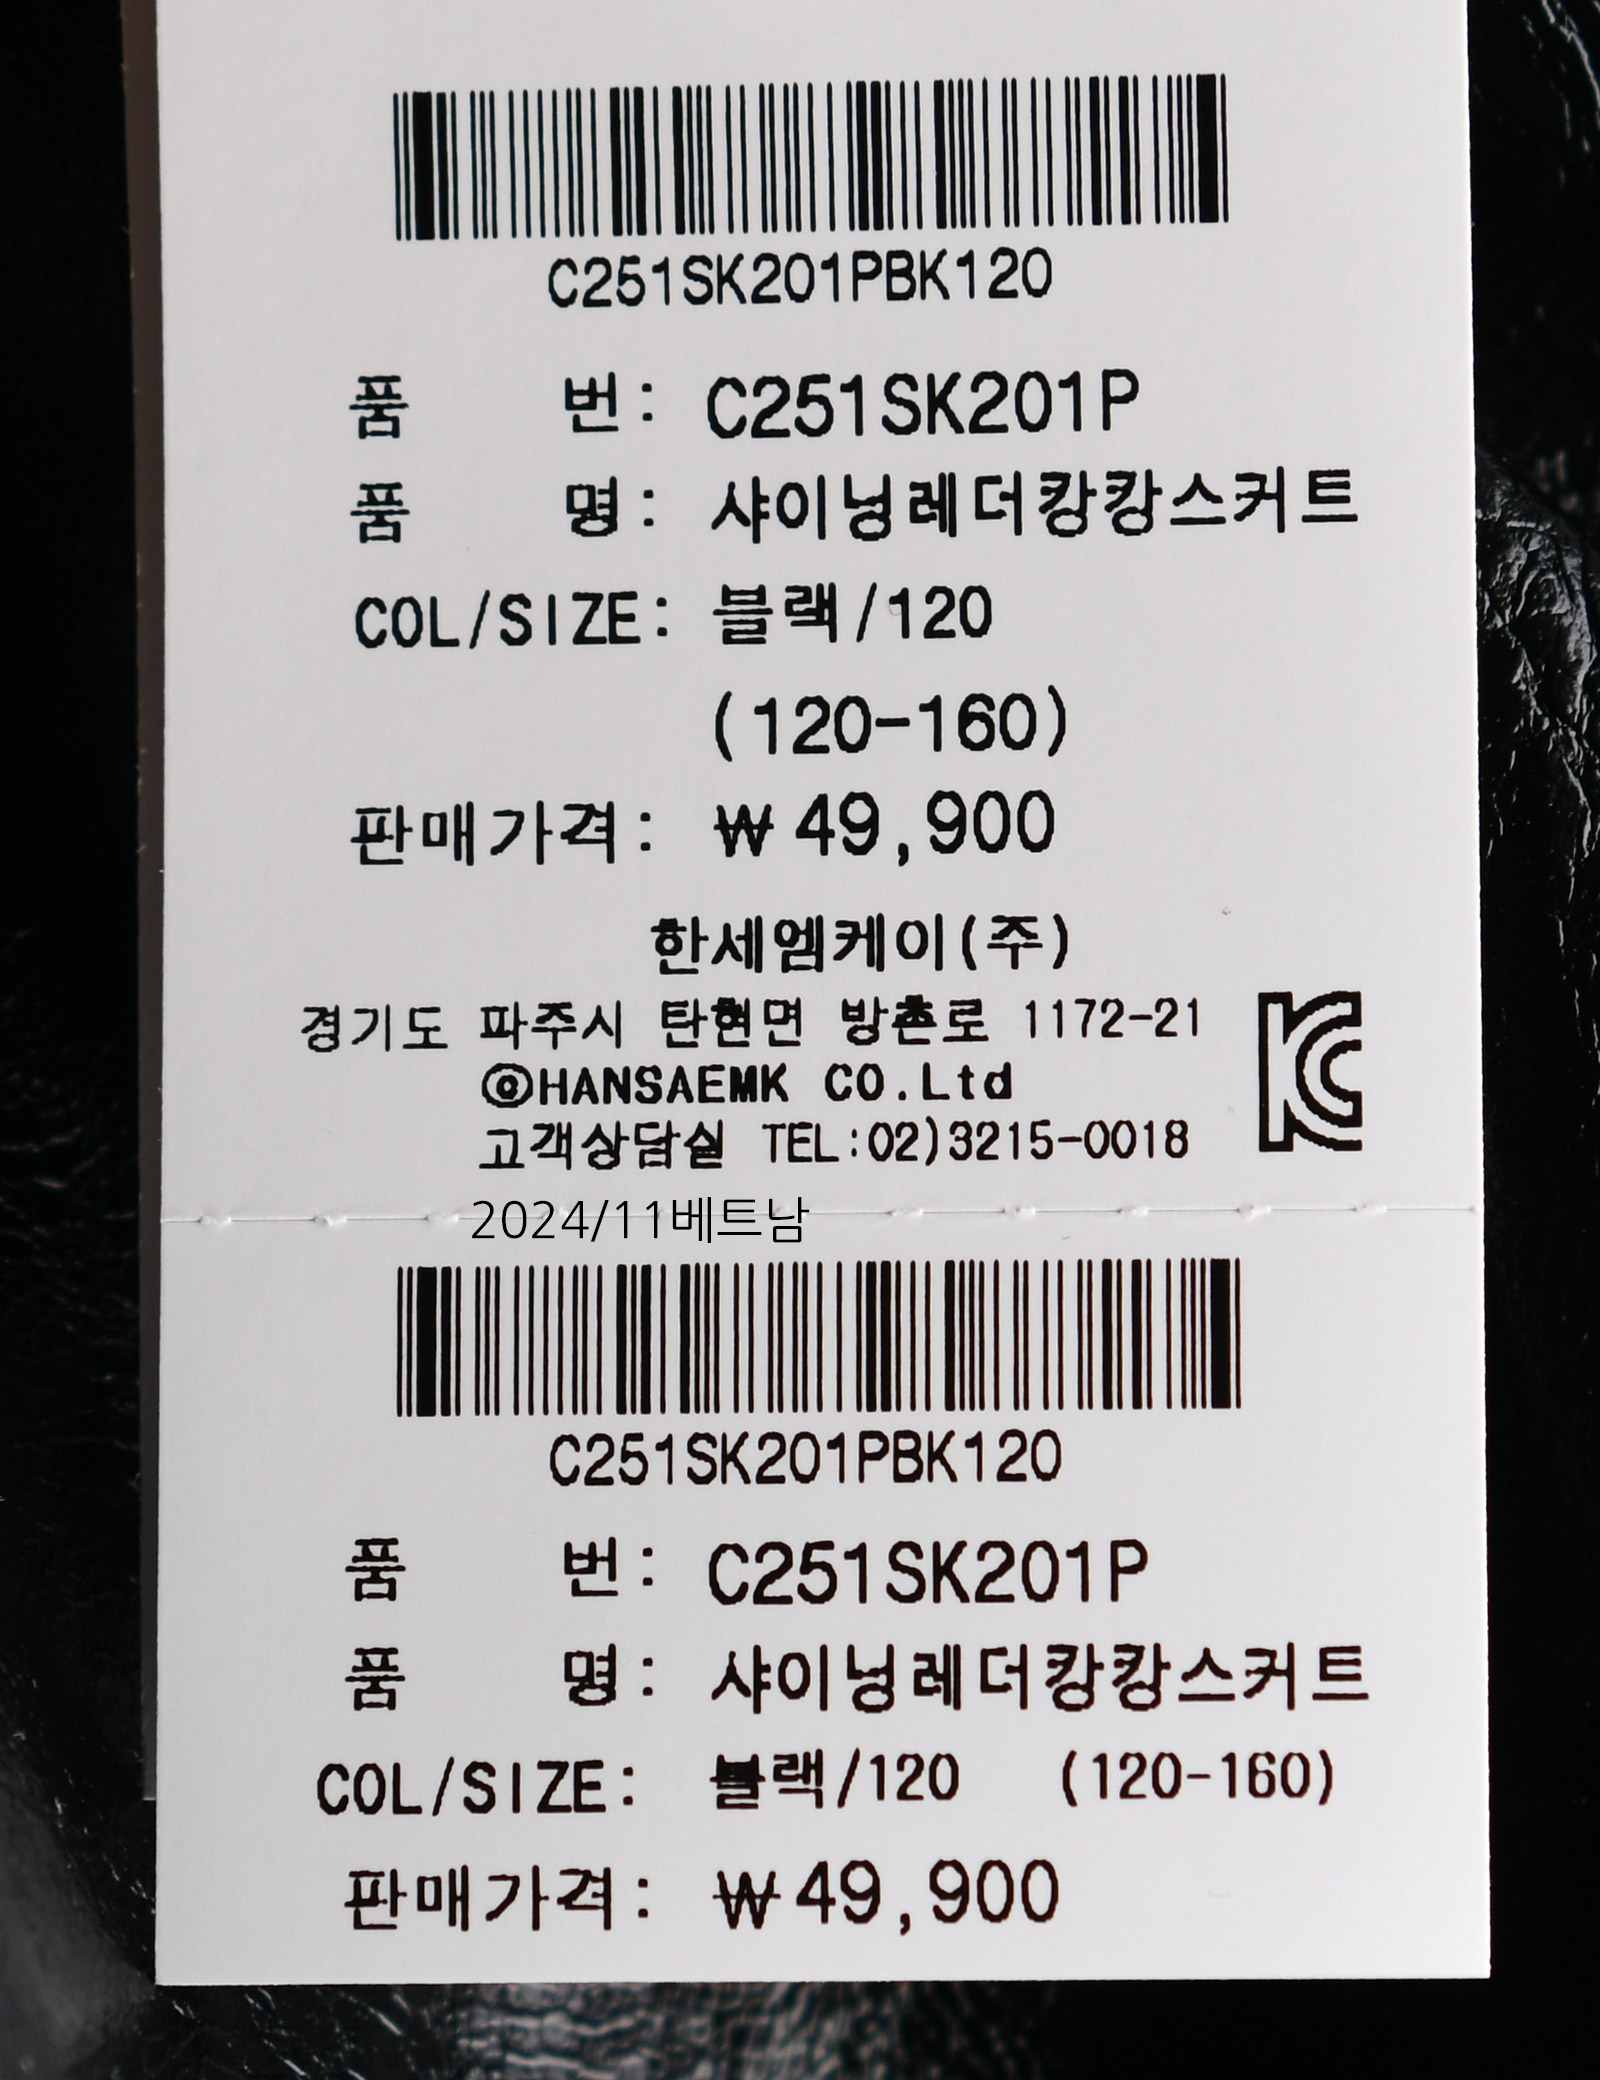 C251SK201PBK120
품 번: C251SK201P
품 명: 샤이닝레더캉캉스커트
COL/SIZE: 블랙/120
(120-160)
판매가격: ₩49,900
한세엠케이(주)
경기도 파주시 탄현면 방촌로 1172-21
ⓒHANSAEMK CO.Ltd
고객상담실 TEL:02)3215-0018
KC
2024/11베트남
C251SK201PBK120
품 번: C251SK201P
품 명: 샤이닝레더캉캉스커트
COL/SIZE: 블랙/120 (120-160)
판매가격: ₩49,900